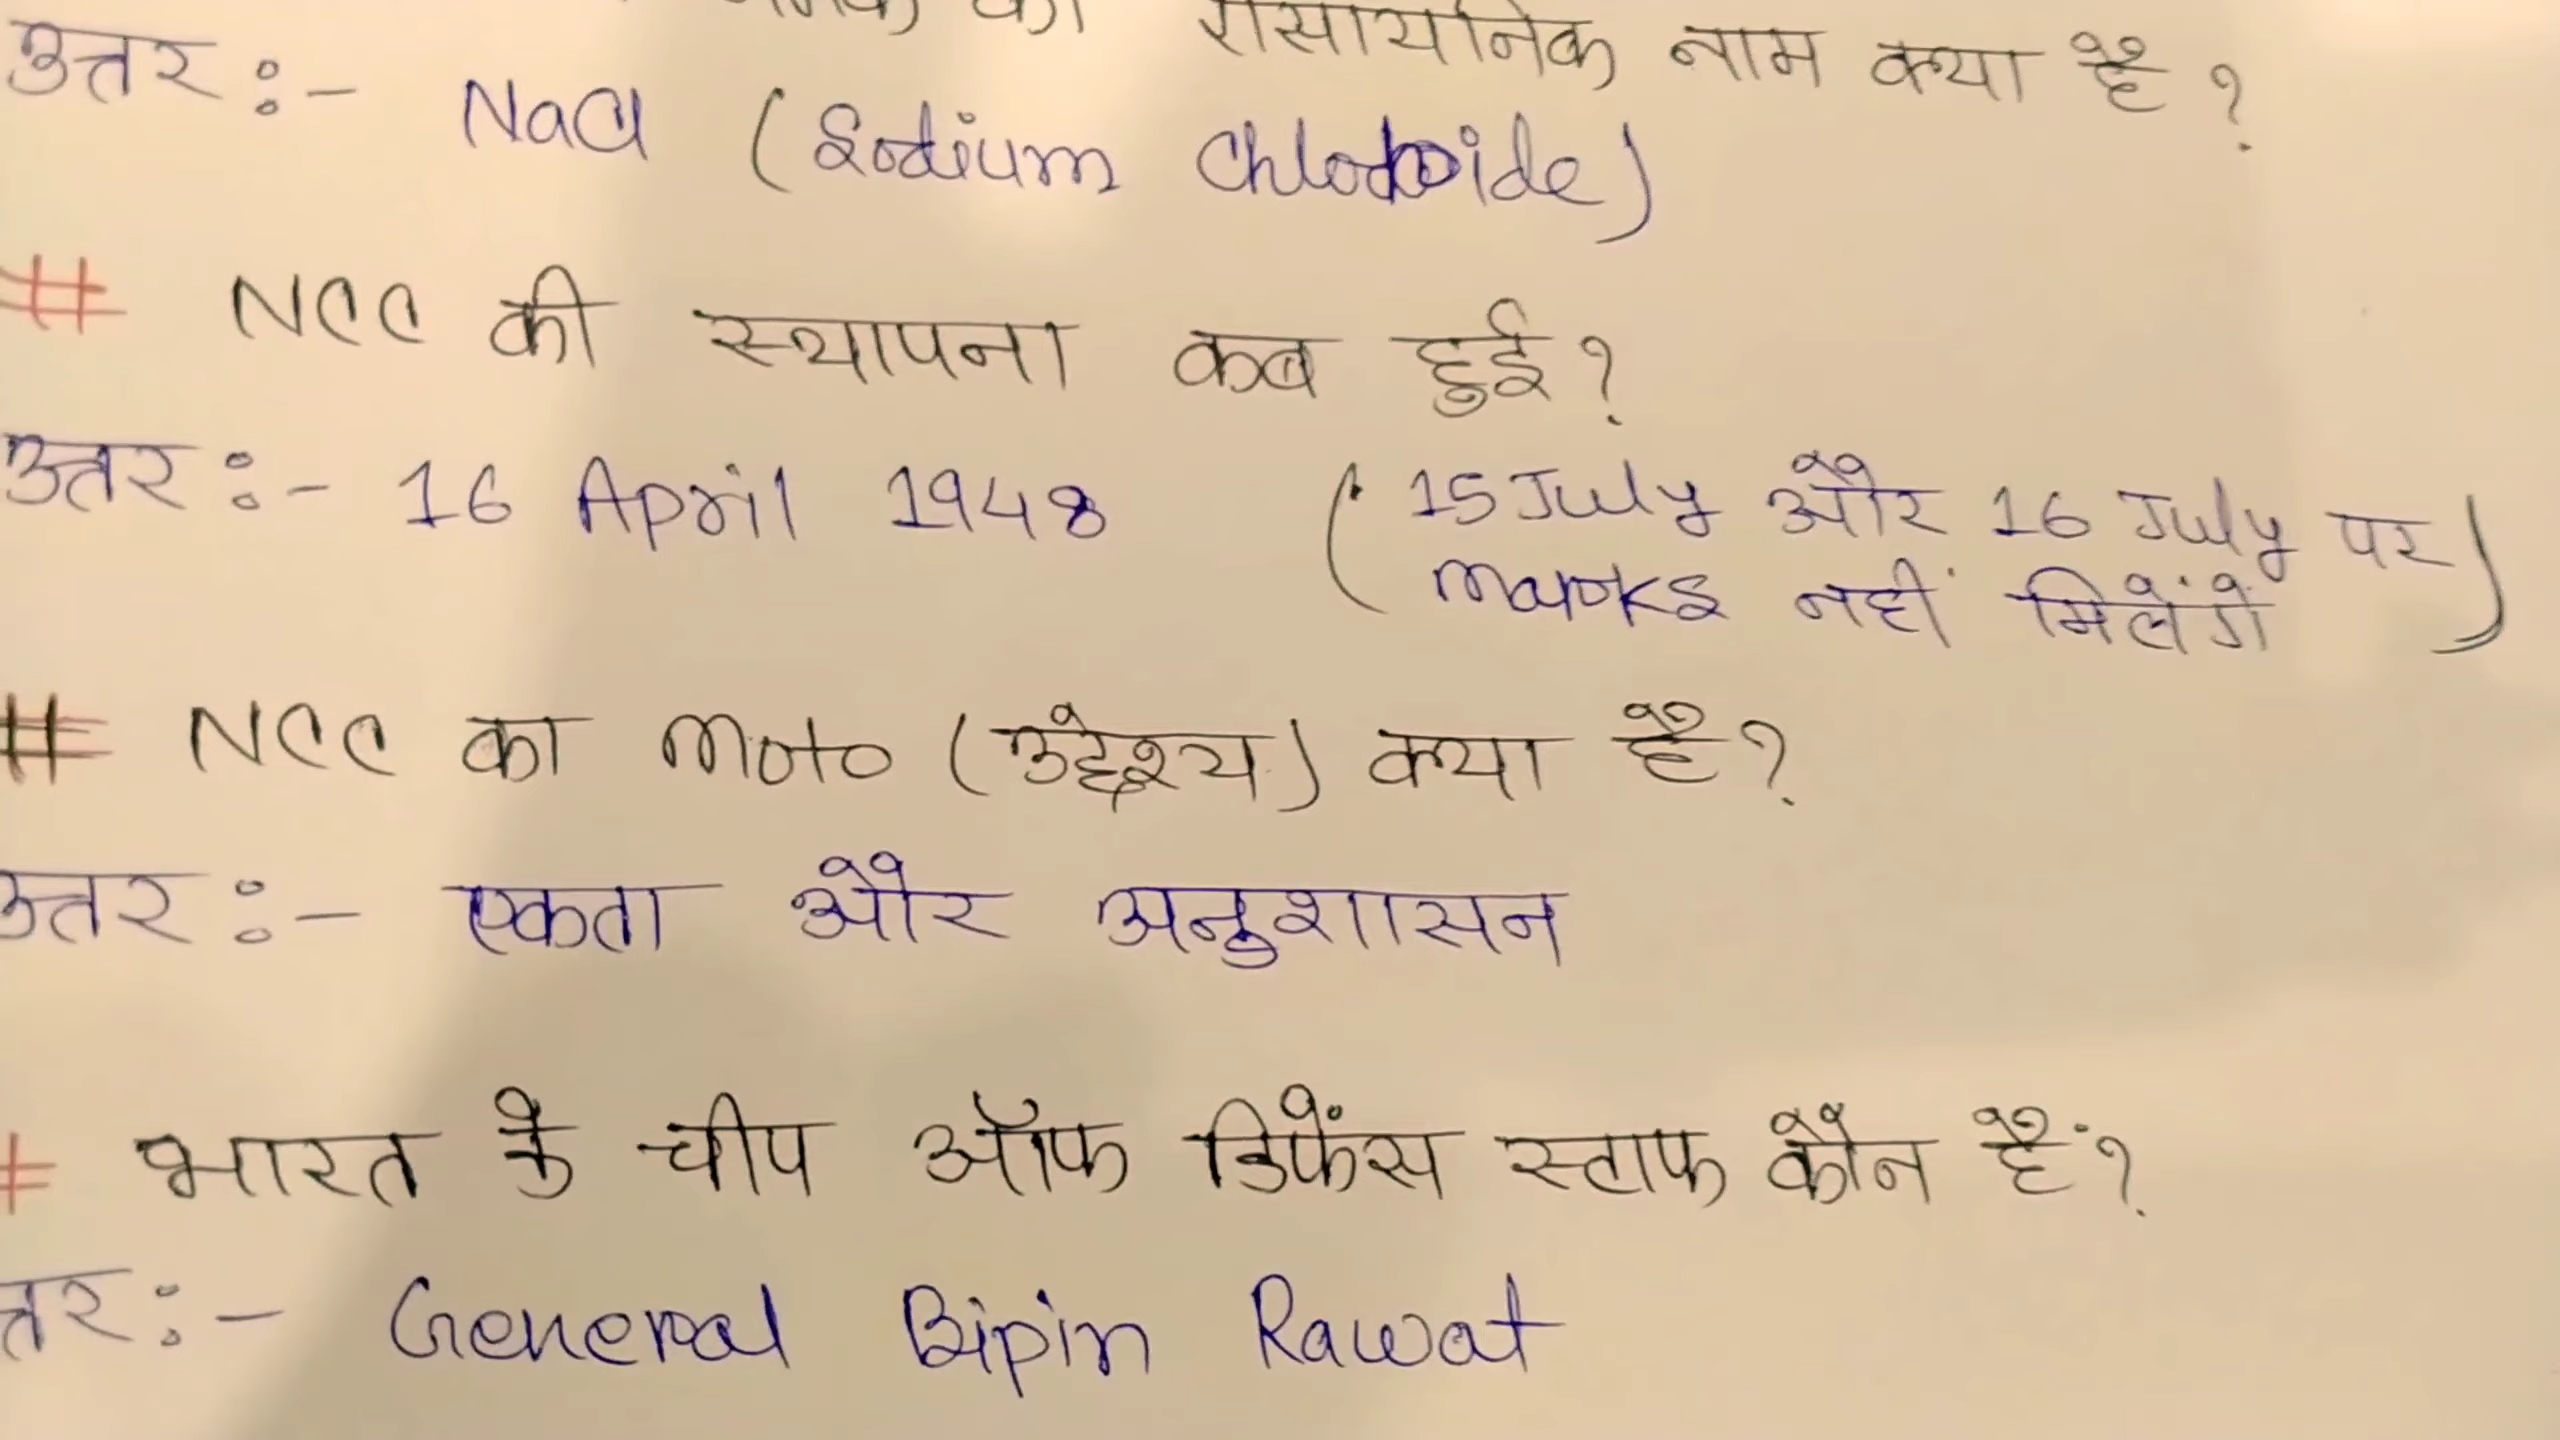 का रासायनिक नाम क्या है ?
उत्तर :- NaCl (Sodium Chloride)
# NCC की स्थापना कब हुई ?
उत्तर :- 16 April 1948 ( 15 July और 16 July पर
marks नहीं मिलेंगे )
# NCC का Moto (उद्देश्य) क्या है ?
उत्तर :- एकता और अनुशासन
# भारत के चीप ऑफ डिफेंस स्टाफ कौन हैं ?
त्तर :- General Bipin Rawat